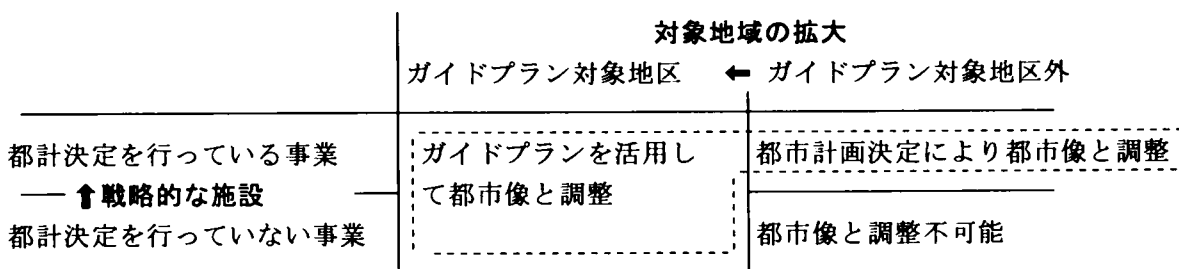 対象地域の拡大
ガイドプラン対象地区 ⬅ ガイドプラン対象地区外
都計決定を行っている事業
ガイドプランを活用し
都市計画決定により都市像と調整
⬆戦略的な施設
て都市像と調整
都計決定を行っていない事業
都市像と調整不可能